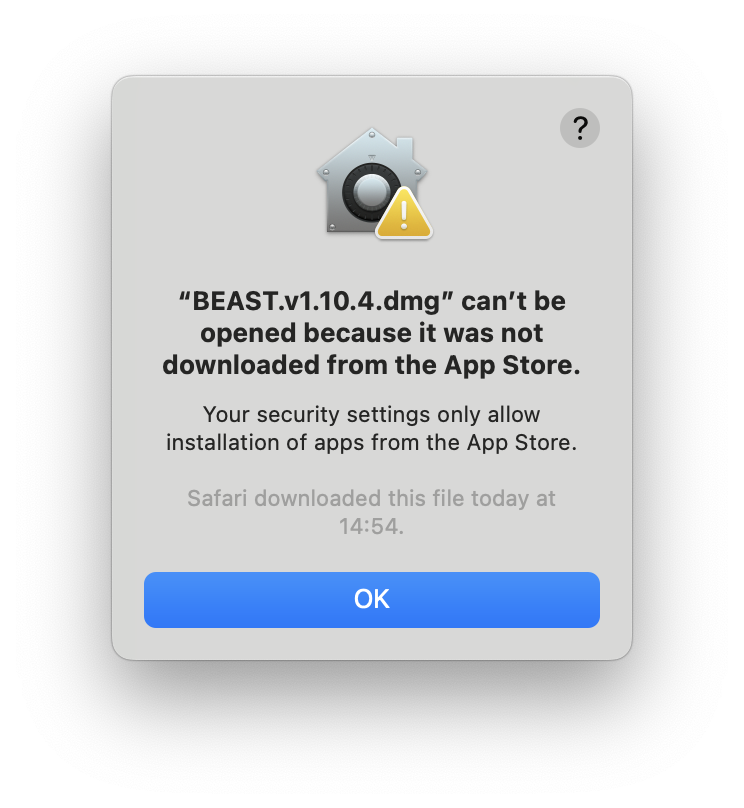 ?
“BEAST.v1.10.4.dmg” can’t be
opened because it was not
downloaded from the App Store.
Your security settings only allow
installation of apps from the App Store.
Safari downloaded this file today at
14:54.
OK